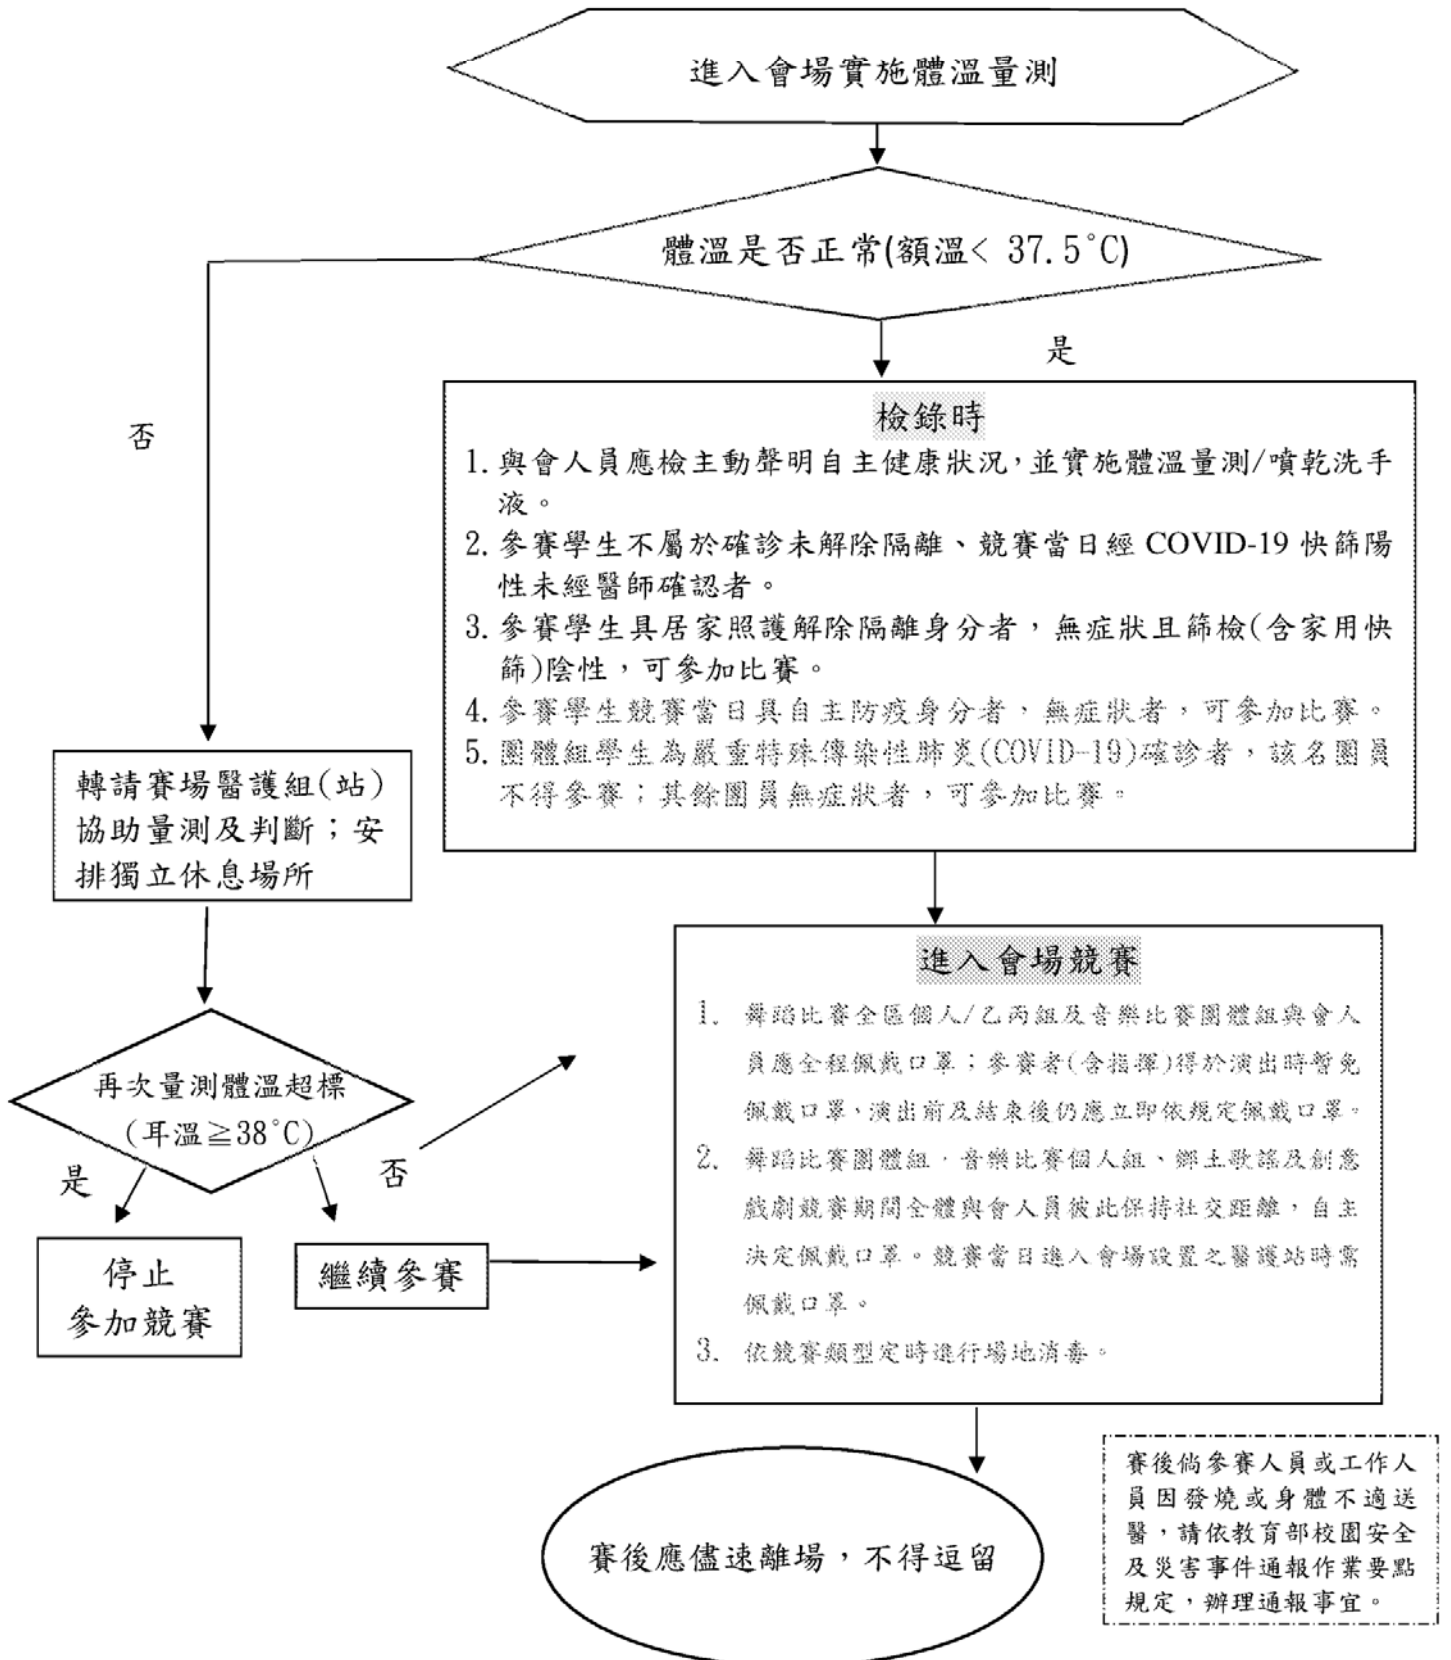 進入會場實施體溫量測
體溫是否正常(額溫< 37.5°C)
是
否
檢錄時
1. 與會人員應檢主動聲明自主健康狀況,並實施體溫量測/噴乾洗手
液。
2. 參賽學生不屬於確診未解除隔離、競賽當日經 COVID-19 快篩陽
性未經醫師確認者。
3. 參賽學生具居家照護解除隔離身分者,無症狀且篩檢(含家用快
篩)陰性,可參加比賽。
4. 參賽學生競賽當日具自主防疫身分者,無症狀者,可參加比賽。
5. 團體組學生為嚴重特殊傳染性肺炎(COVID-19)確診者,該名團員
不得參賽;其餘團員無症狀者,可參加比賽。
轉請賽場醫護組(站)
協助量測及判斷;安
排獨立休息場所
進入會場競賽
1. 舞蹈比賽全區個人/乙丙組及音樂比賽團體組與會人
員應全程佩戴口罩;參賽者(含指揮)得於演出時暫免
佩戴口罩,演出前及結束後仍應立即依規定佩戴口罩。
2. 舞蹈比賽團體組、音樂比賽個人組、鄉土歌謠及創意
戲劇競賽期間全體與會人員彼此保持社交距離,自主
決定佩戴口罩。競賽當日進入會場設置之醫護站時需
佩戴口罩。
3. 依競賽類型定時進行場地消毒。
再次量測體溫超標
(耳溫≧38°C)
是
否
停止
參加競賽
繼續參賽
賽後應儘速離場,不得逗留
賽後倘參賽人員或工作人
員因發燒或身體不適送
醫,請依教育部校園安全
及災害事件通報作業要點
規定,辦理通報事宜。